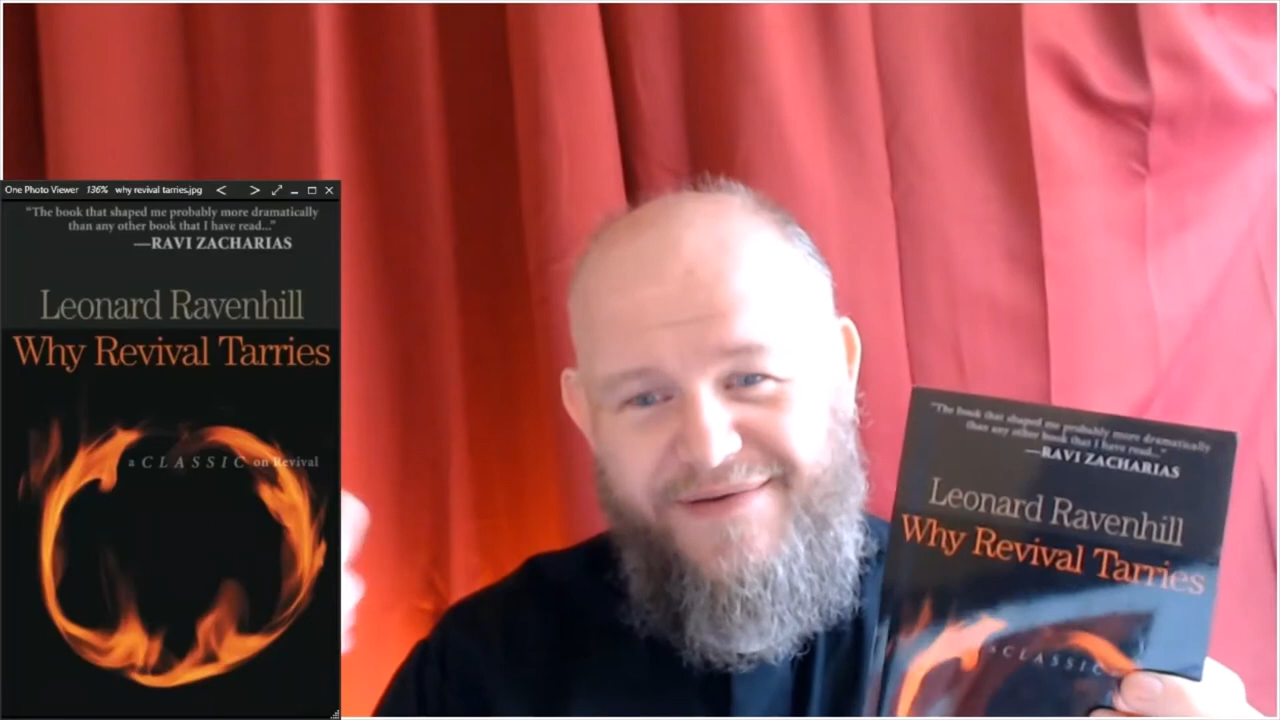 One Photo Viewer 136% why revival tarries.jpg
"The book that shaped me probably more dramatically
than any other book that I have read..."
—RAVI ZACHARIAS
Leonard Ravenhill
Why Revival Tarries
a CLASSIC on Revival
"The book that shaped me probably more dramatically
than any other book that I have read..."
—RAVI ZACHARIAS
Leonard Ravenhill
Why Revival Tarries
a CLASSIC